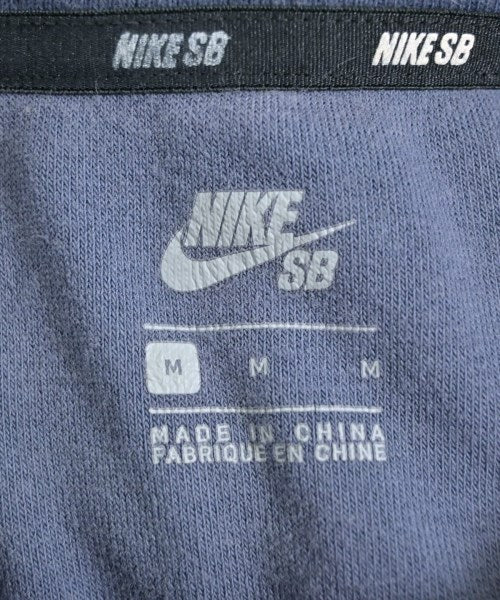 NIKE SB NIKE SB
NIKE
SB
M M M
MADE IN CHINA
FABRIQUE EN CHINE